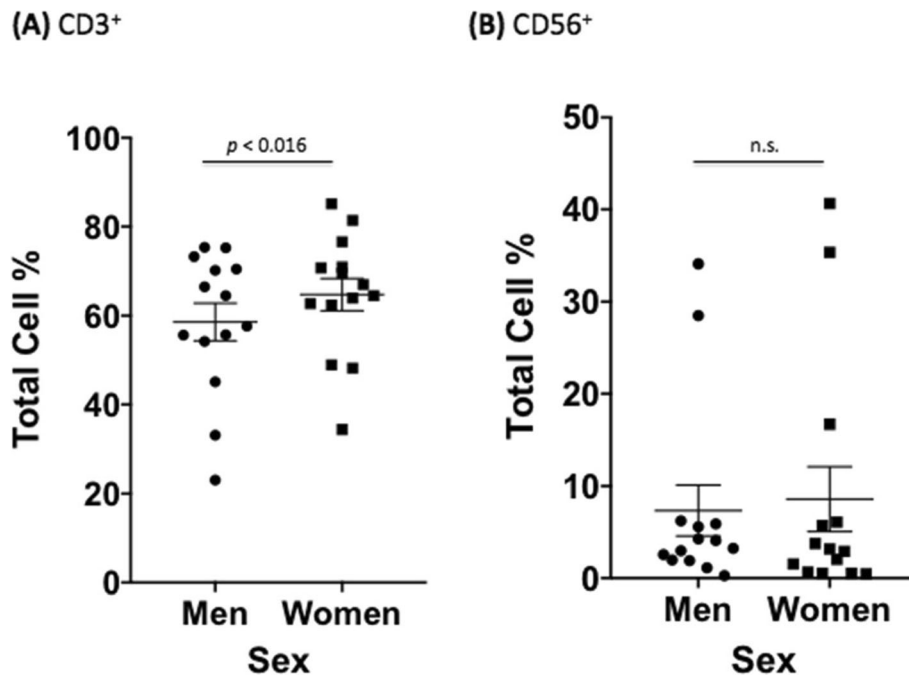 (A) CD3⁺
100
80
60
40
20
0
Total Cell %
p < 0.016
Men Women
Sex
(B) CD56⁺
50
40
30
20
10
0
Total Cell %
n.s.
Men Women
Sex